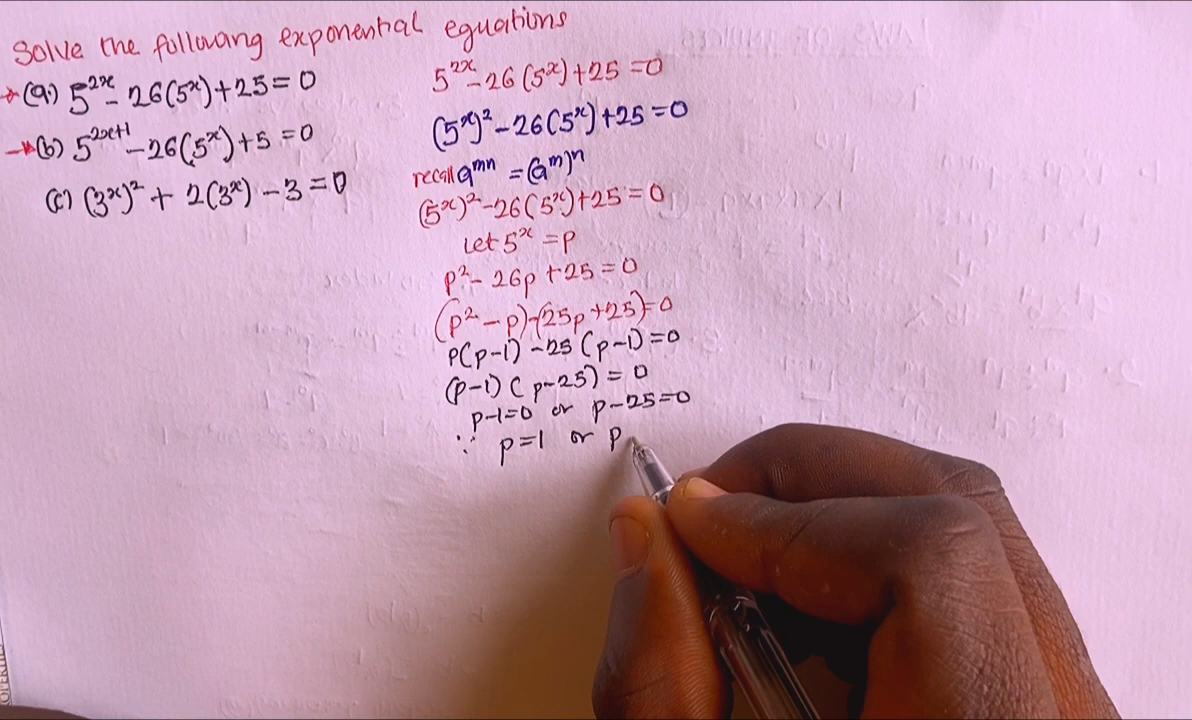 Solve the following exponential equations
→(a.) 5^{2x} - 26(5^x) + 25 = 0
→(b) 5^{2x+1} - 26(5^x) + 5 = 0
(c) (3^x)^2 + 2(3^x) - 3 = 0
5^{2x} - 26(5^x) + 25 = 0
(5^x)^2 - 26(5^x) + 25 = 0
recall a^{mn} = (a^m)^n
(5^x)^2 - 26(5^x) + 25 = 0
Let 5^x = p
p^2 - 26p + 25 = 0
(p^2 - p) - (25p + 25) = 0
P(p-1) - 25(p-1) = 0
(p-1)(p-25) = 0
p-1=0 or p-25=0
∵ p=1 or p